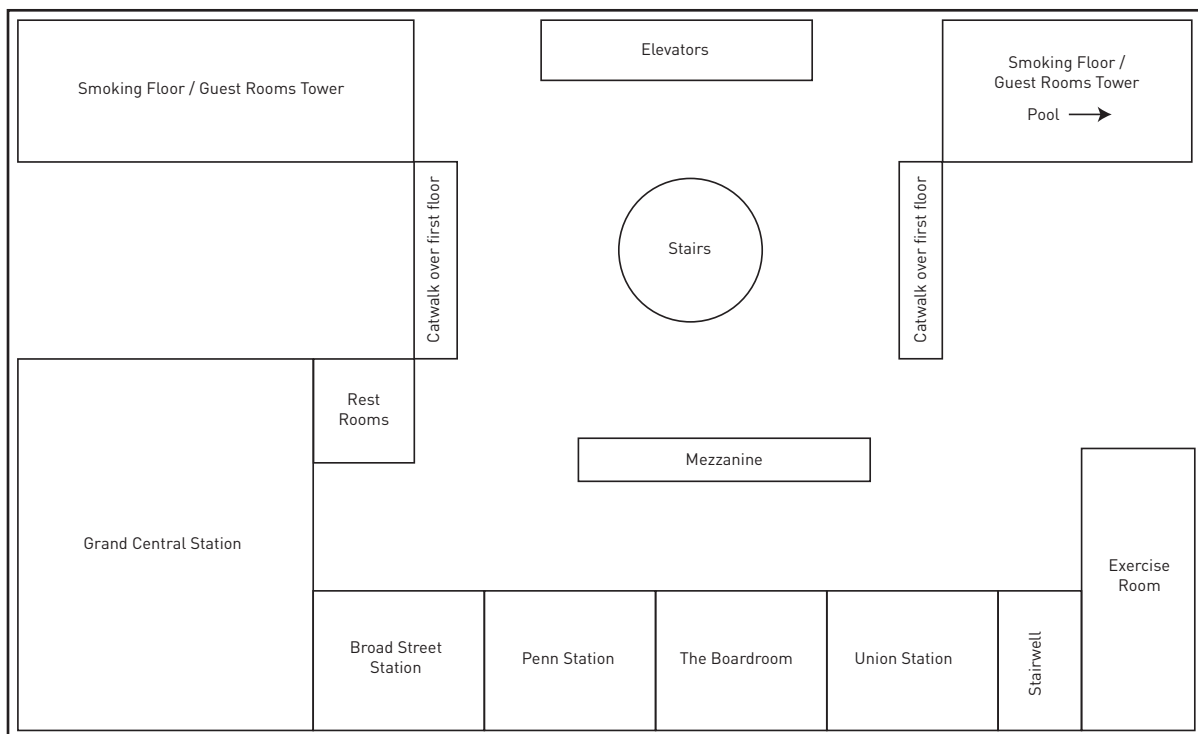 Smoking Floor / Guest Rooms Tower
Elevators
Smoking Floor /
Guest Rooms Tower
Pool
Catwalk over first floor
Stairs
Catwalk over first floor
Rest
Rooms
Mezzanine
Grand Central Station
Exercise
Room
Broad Street
Station
Penn Station
The Boardroom
Union Station
Stairwell